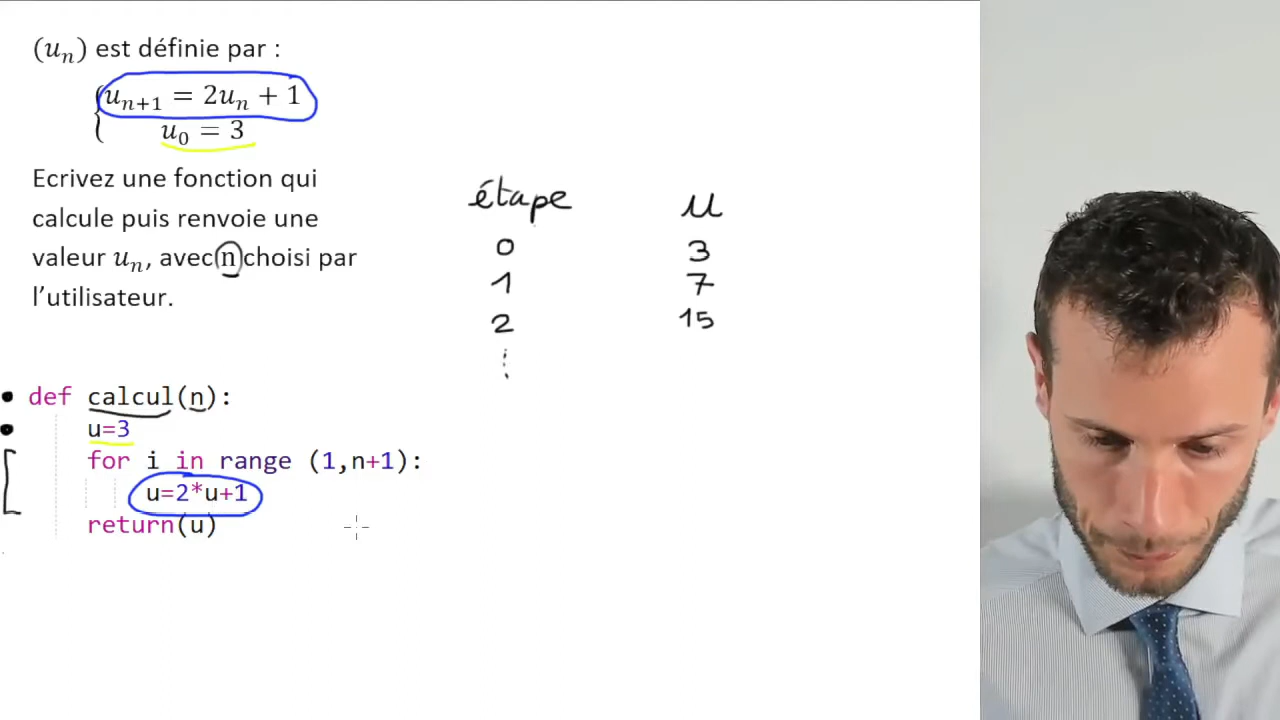 (uₙ) est définie par :
uₙ₊₁ = 2uₙ + 1
u₀ = 3
Ecrivez une fonction qui
calcule puis renvoie une
valeur uₙ, avec n choisi par
l’utilisateur.
étape u
0 3
1 7
2 15
⋮
def calcul(n):
u=3
for i in range (1,n+1):
u=2*u+1
return(u)